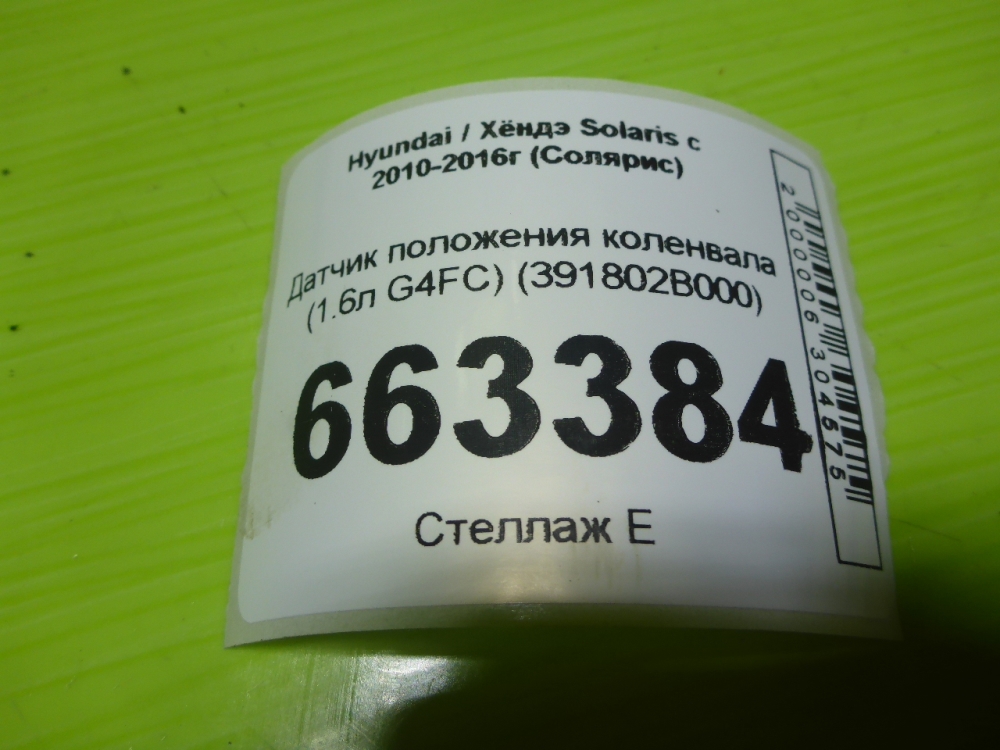 Hyundai / Хёндэ Solaris с
2010-2016г (Солярис)
Датчик положения коленвала
(1.6л G4FC) (391802B000)
663384
Стеллаж Е
2000006304675